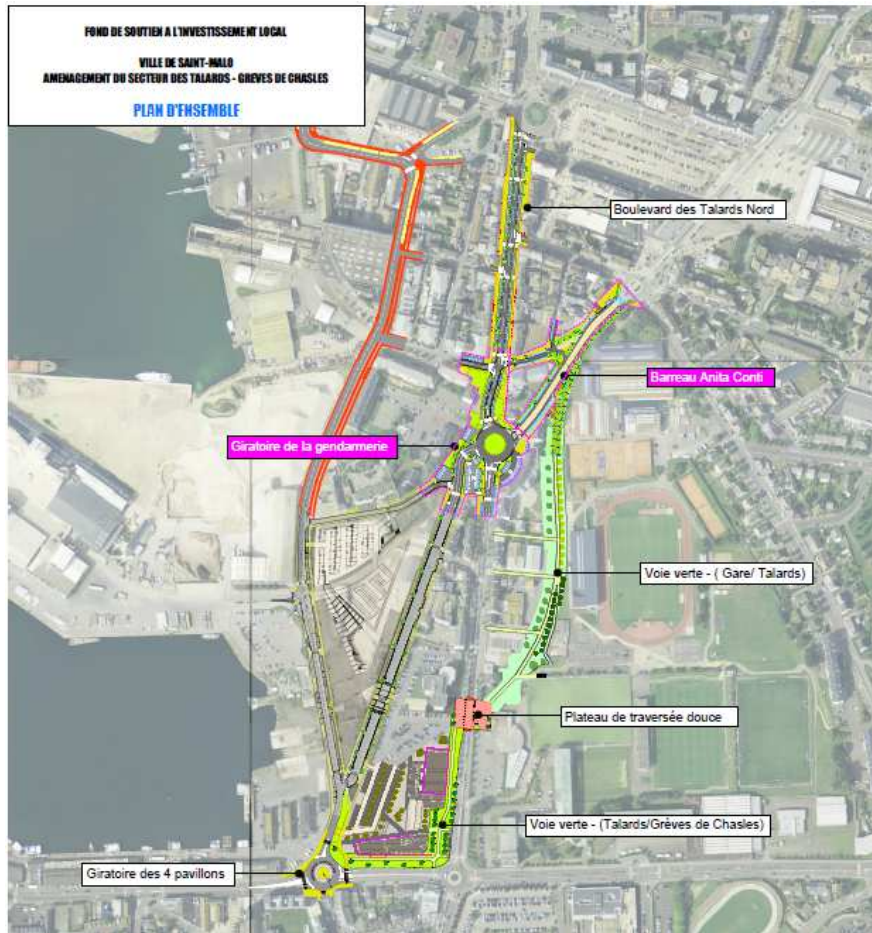 FOND DE SOUTIEN A L'INVESTISSEMENT LOCAL
VILLE DE SAINT-MALO
AMENAGEMENT DU SECTEUR DES TALARDS - GREVES DE CHASLES
PLAN D'ENSEMBLE
Boulevard des Talards Nord
Barreau Anita Conti
Giratoire de la gendarmerie
Voie verte - ( Gare/ Talards)
Plateau de traversée douce
Voie verte - (Talards/Grèves de Chasles)
Giratoire des 4 pavillons